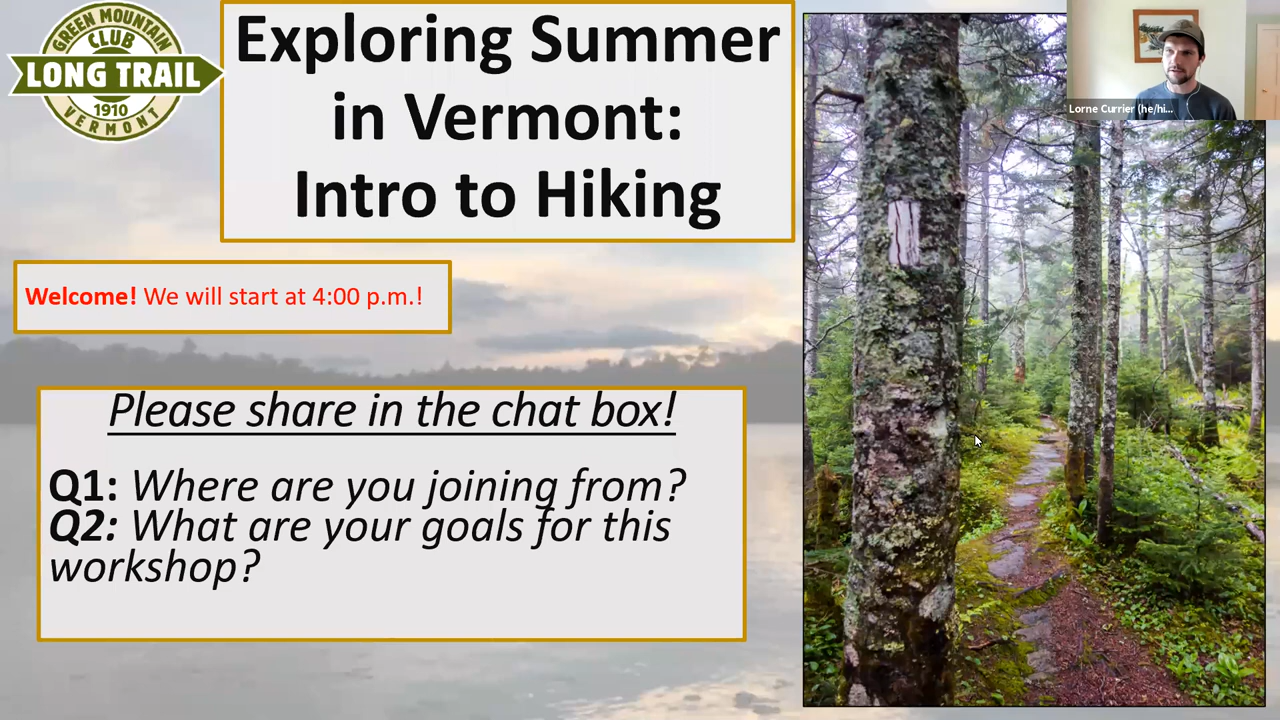 GREEN MOUNTAIN
CLUB
LONG TRAIL
1910
VERMONT
Exploring Summer
in Vermont:
Intro to Hiking
Lorne Currier (he/hi...
Welcome! We will start at 4:00 p.m.!
Please share in the chat box!
Q1: Where are you joining from?
Q2: What are your goals for this
workshop?